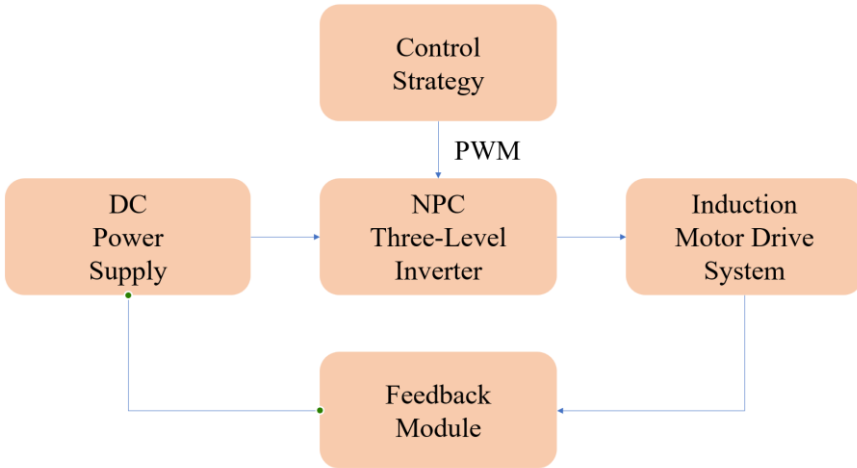 Control
Strategy
PWM
DC
Power
Supply
NPC
Three-Level
Inverter
Induction
Motor Drive
System
Feedback
Module